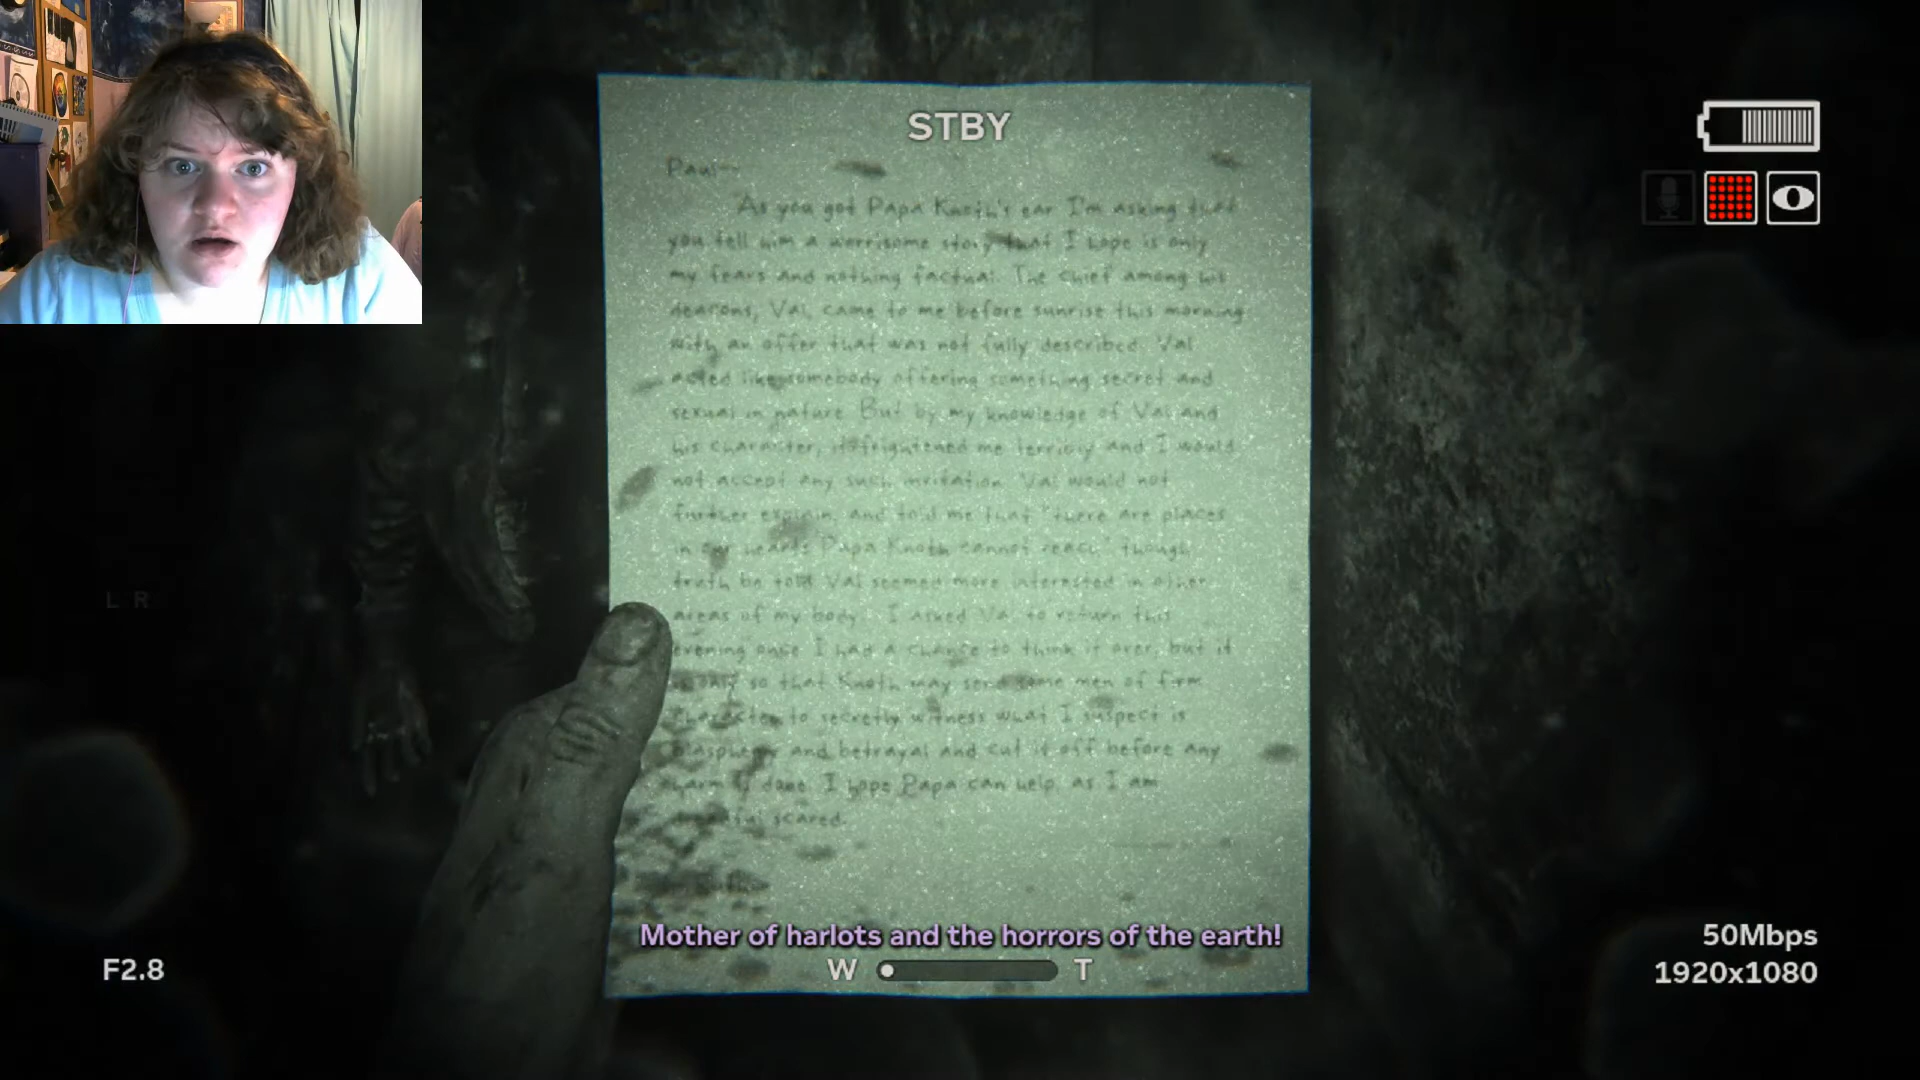 STBY
Paul—
As you got Papa Knoth's ear I'm asking that
you tell him a worrisome story that I hope is only
my fears and nothing factual. The chief among his
deacons, Val, came to me before sunrise this morning
with an offer that was not fully described. Val
acted like somebody offering something secret and
sexual in nature. But by my knowledge of Val and
his character, it frightened me terribly and I would
not accept any such invitation. Val would not
further explain, and told me that "there are places
in our hearts Papa Knoth cannot reach" though
truth be told Val seemed more interested in other
areas of my body. I asked Val to return this
evening once I had a chance to think it over, but it
is only so that Knoth may send some men of firm
character to secretly witness what I suspect is
blasphemy and betrayal and cut it off before any
harm is done. I hope Papa can help as I am
scared.
L R
Mother of harlots and the horrors of the earth!
W T
F2.8
50Mbps
1920x1080